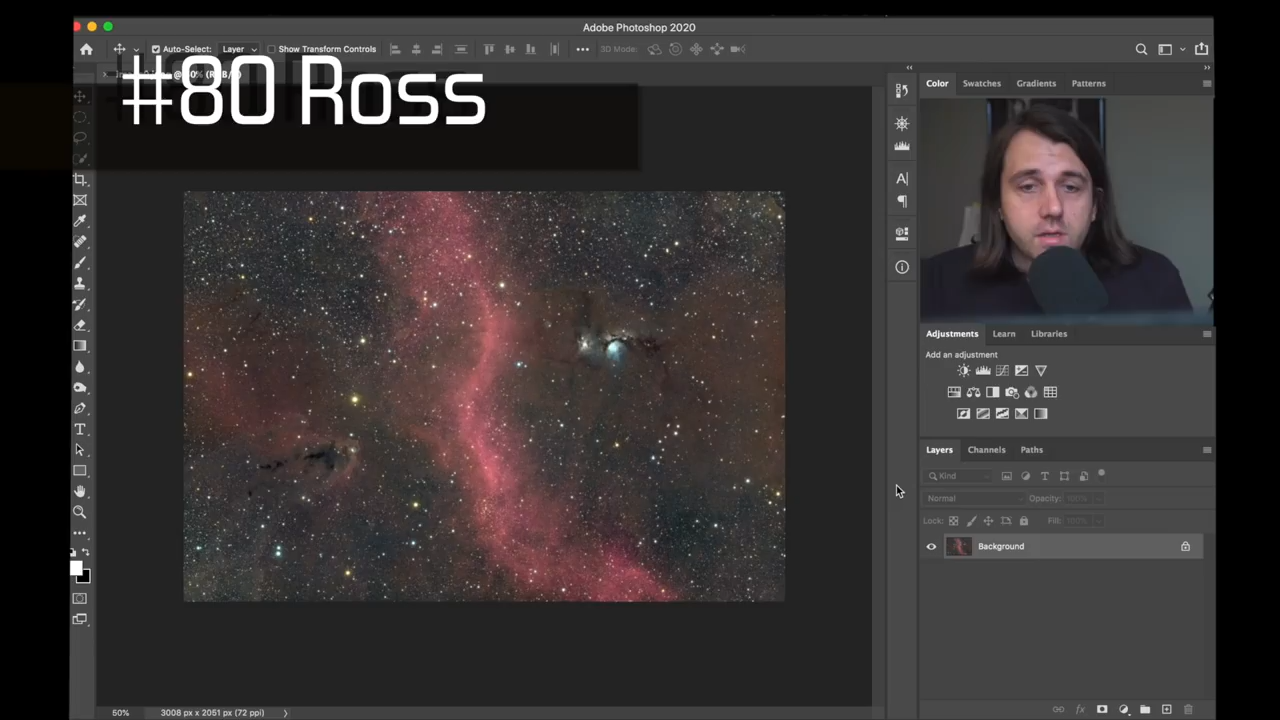 Adobe Photoshop 2020
Auto-Select: Layer Show Transform Controls 3D Mode:
#80 Ross
Color Swatches Gradients Patterns
Adjustments Learn Libraries
Add an adjustment
Layers Channels Paths
Kind
Normal Opacity: 100%
Lock: Fill: 100%
Background
50% 3008 px x 2051 px (72 ppi)